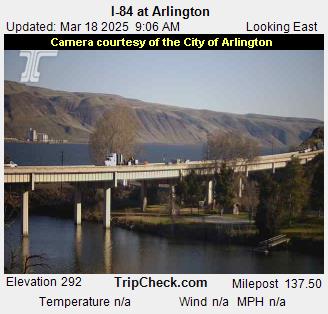 I-84 at Arlington
Updated: Mar 18 2025 9:06 AM Looking East
Camera courtesy of the City of Arlington
Elevation 292 TripCheck.com Milepost 137.50
Temperature n/a Wind n/a MPH n/a